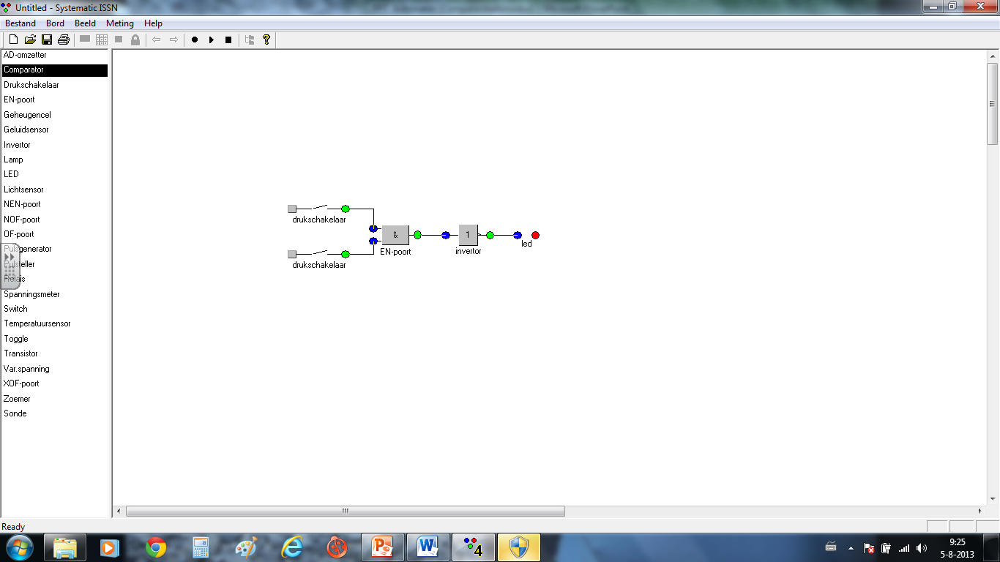 Untitled - Systematic ISSN
Bestand Bord Beeld Meting Help
AD-omzetter
Comparator
Drukschakelaar
EN-poort
Geheugencel
Geluidsensor
Invertor
Lamp
LED
Lichtsensor
NEN-poort
NOF-poort
OF-poort
Pulsgenerator
Pulsteller
Relais
Spanningsmeter
Switch
Temperatuursensor
Toggle
Transistor
Var.spanning
XOF-poort
Zoemer
Sonde
drukschakelaar
& 1
led
EN-poort invertor
drukschakelaar
Ready
4
9:25
5-8-2013